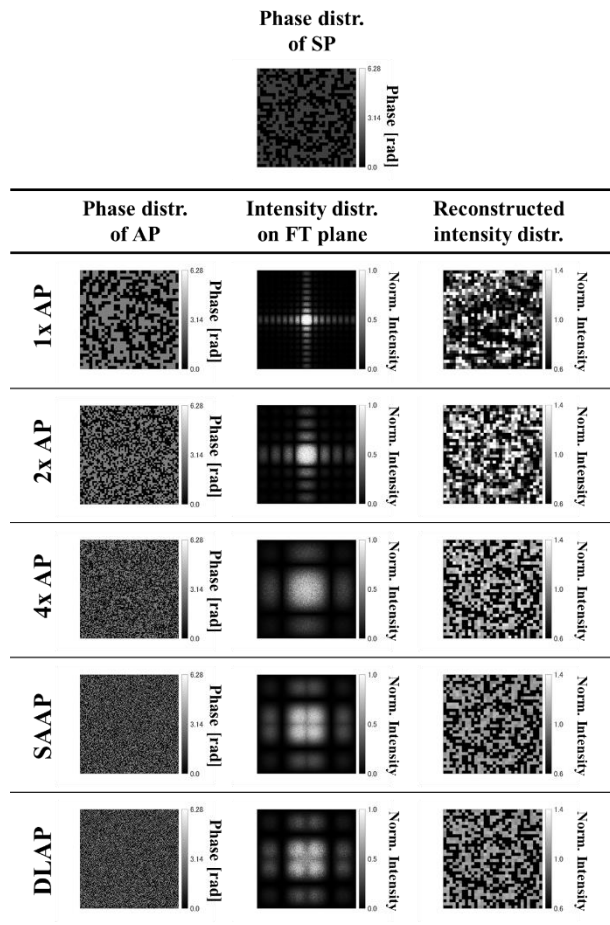 Phase distr.
of SP
6.28
3.14
0.0
Phase [rad]
Phase distr.
of AP
Intensity distr.
on FT plane
Reconstructed
intensity distr.
1x AP
6.28
3.14
0.0
Phase [rad]
1.0
0.5
0.0
Norm. Intensity
1.4
1.0
0.6
Norm. Intensity
2x AP
6.28
3.14
0.0
Phase [rad]
1.0
0.5
0.0
Norm. Intensity
1.4
1.0
0.6
Norm. Intensity
4x AP
6.28
3.14
0.0
Phase [rad]
1.0
0.5
0.0
Norm. Intensity
1.4
1.0
0.6
Norm. Intensity
SAAP
6.28
3.14
0.0
Phase [rad]
1.0
0.5
0.0
Norm. Intensity
1.4
1.0
0.6
Norm. Intensity
DLAP
6.28
3.14
0.0
Phase [rad]
1.0
0.5
0.0
Norm. Intensity
1.4
1.0
0.6
Norm. Intensity